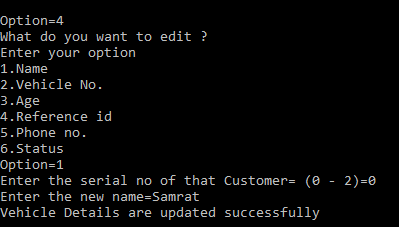 Option=4
What do you want to edit ?
Enter your option
1.Name
2.Vehicle No.
3.Age
4.Reference id
5.Phone no.
6.Status
Option=1
Enter the serial no of that Customer= (0 - 2)=0
Enter the new name=Samrat
Vehicle Details are updated successfully